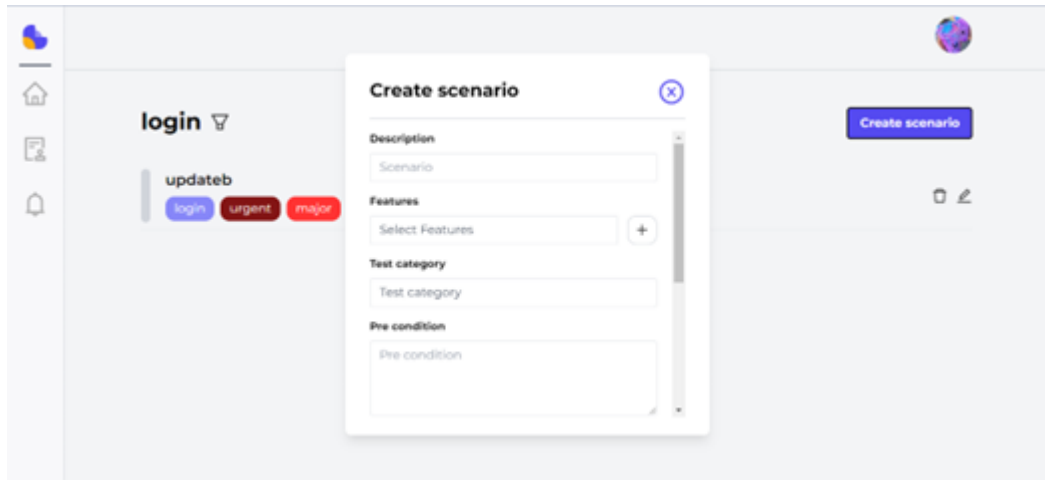 Create scenario
login
Create scenario
Description
Scenario
updateb
login urgent major
Features
Select Features
+
Test category
Test category
Pre condition
Pre condition